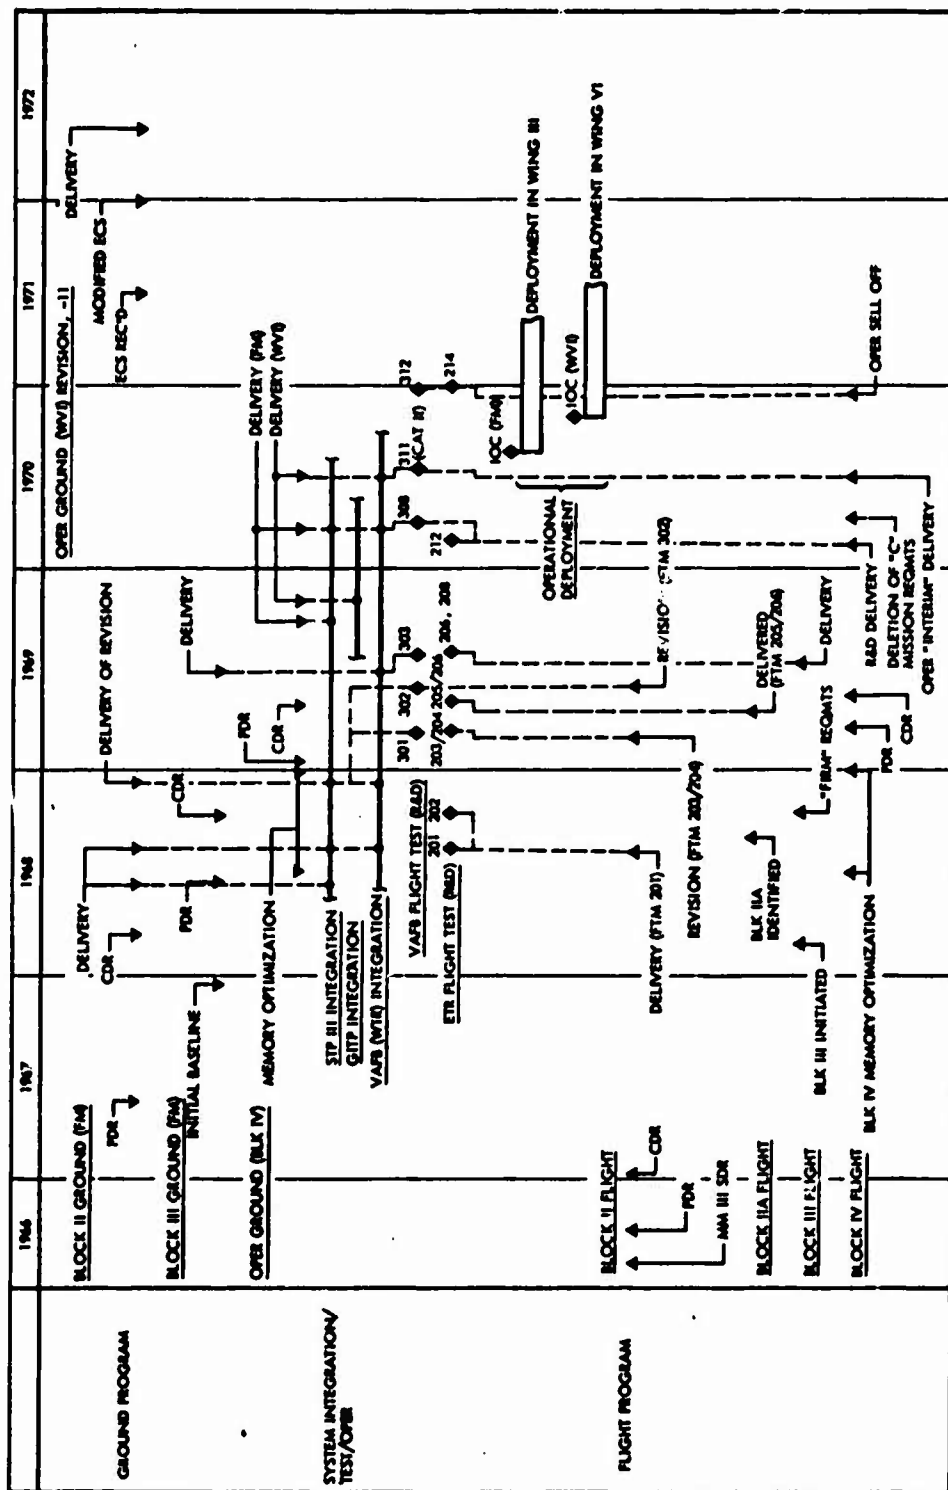 1966
1967
1968
1969
1970
1971
1972
GROUND PROGRAM
BLOCK II GROUND (FM)
PDR
CDR
DELIVERY
DELIVERY OF REVISION
OPER GROUND (WVI) REVISION, -11
DELIVERY
MODIFIED ECS
ECS REC'D
BLOCK III GROUND (FM)
INITIAL BASELINE
PDR
CDR
DELIVERY
OPER GROUND (BLK IV)
MEMORY OPTIMIZATION
PDR
CDR
DELIVERY (FM)
DELIVERY (WVI)
SYSTEM INTEGRATION/
TEST/OPER
STP III INTEGRATION
GITP INTEGRATION
VAFB (WTR) INTEGRATION
VAFB FLIGHT TEST (R&D)
301
302
303
308
311
(CAT II)
312
ETR FLIGHT TEST (R&D)
201
202
203/204
205/206
206, 208
212
214
OPERATIONAL
DEPLOYMENT
IOC (FM)
DEPLOYMENT IN WING III
IOC (WVI)
DEPLOYMENT IN WING VI
FLIGHT PROGRAM
BLOCK II FLIGHT
CDR
PDR
MM III SDR
DELIVERY (FTM 201)
REVISION (FTM 203/204)
REVISION (FTM 302)
BLOCK IIA FLIGHT
BLK IIA
IDENTIFIED
DELIVERED
(FTM 205/206)
BLOCK III FLIGHT
BLK III INITIATED
"FIRM" REQMTS
DELIVERY
BLOCK IV FLIGHT
BLK IV MEMORY OPTIMIZATION
PDR
CDR
R&D DELIVERY
DELETION OF "C"
MISSION REQMTS
OPER "INTERIM" DELIVERY
OPER SELL OFF